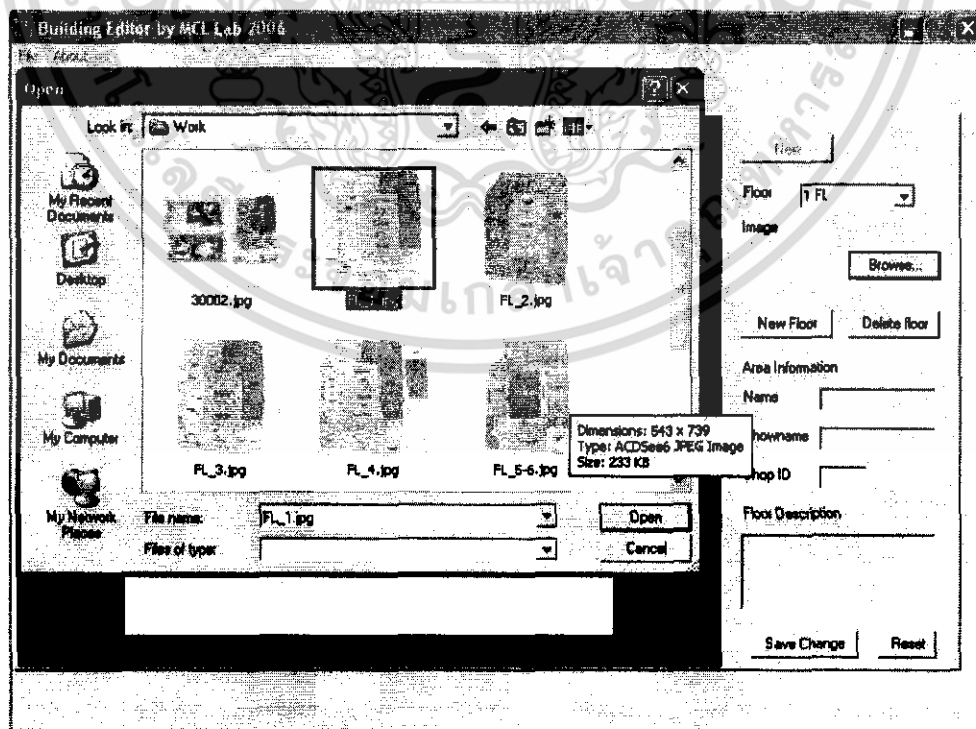 Building Editor by MCL Lab 2006
File About
Open
Look in: Work
My Recent
Documents
Desktop
My Documents
My Computer
My Network
Places
30002.jpg
FL_2.jpg
FL_3.jpg
FL_4.jpg
FL_5-6.jpg
Dimensions: 543 x 739
Type: ACDSee6 JPEG Image
Size: 233 KB
File name: FL_1.jpg
Files of type:
Open
Cancel
New
Floor 1 FL
Image
Browse...
New Floor Delete floor
Area Information
Name
Showname
Shop ID
Floor Description
Save Change Reset